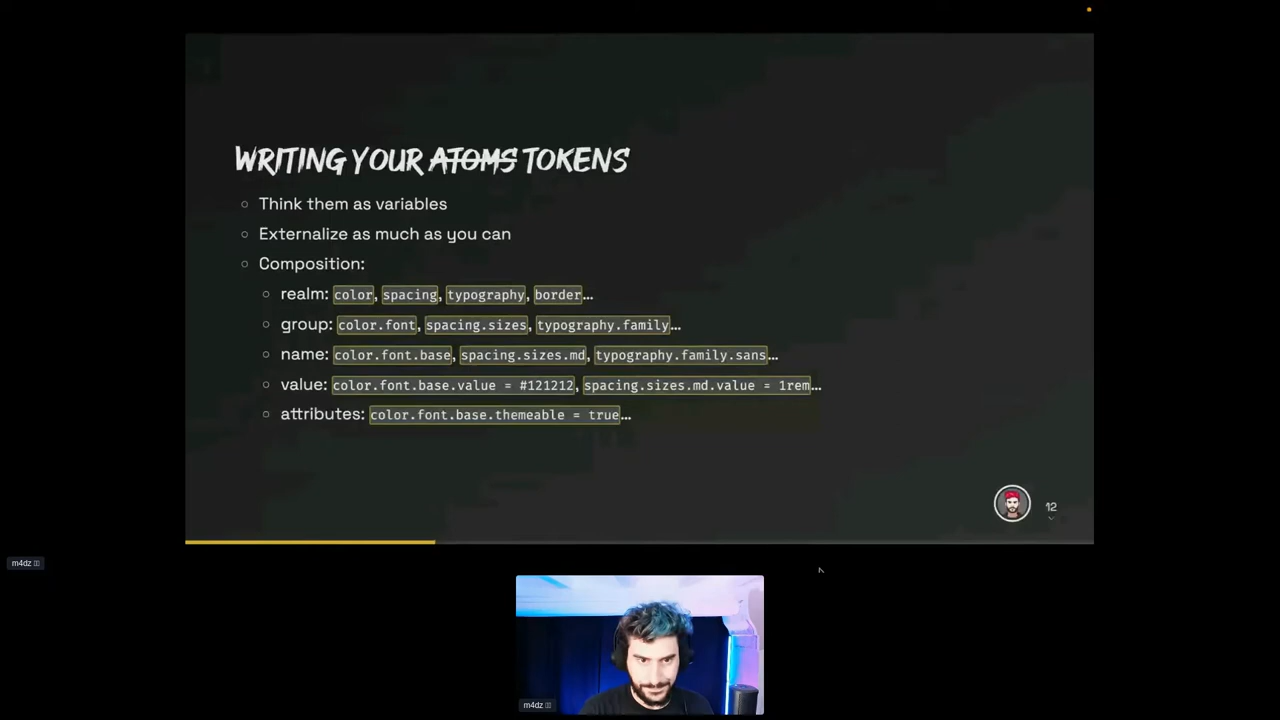 WRITING YOUR ATOMS TOKENS
Think them as variables
Externalize as much as you can
Composition:
realm: color, spacing, typography, border...
group: color.font, spacing.sizes, typography.family...
name: color.font.base, spacing.sizes.md, typography.family.sans...
value: color.font.base.value = #121212, spacing.sizes.md.value = 1rem...
attributes: color.font.base.themeable = true...
12
m4dz
m4dz